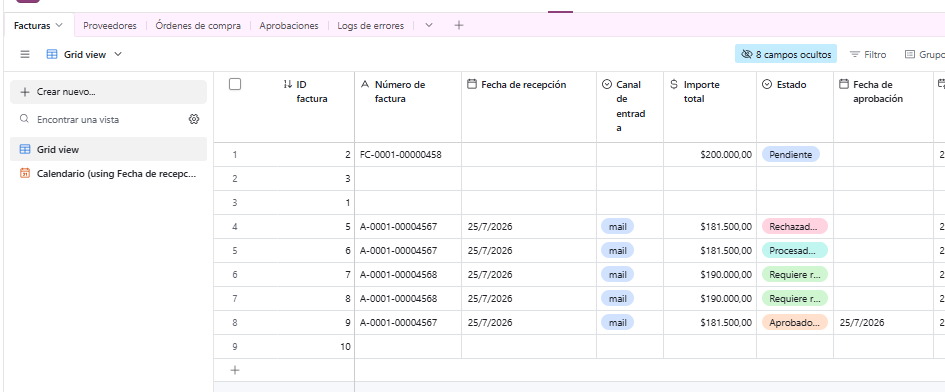 Facturas Proveedores Órdenes de compra Aprobaciones Logs de errores
Grid view 8 campos ocultos Filtro Grupo
Crear nuevo...
Encontrar una vista
Grid view
Calendario (using Fecha de recepc...
ID factura Número de factura Fecha de recepción Canal de entrada Importe total Estado Fecha de aprobación
1 2 FC-0001-00000458 $200.000,00 Pendiente 2
2 3
3 1
4 5 A-0001-00004567 25/7/2026 mail $181.500,00 Rechazad... 2
5 6 A-0001-00004567 25/7/2026 mail $181.500,00 Procesad... 2
6 7 A-0001-00004568 25/7/2026 mail $190.000,00 Requiere r... 2
7 8 A-0001-00004568 25/7/2026 mail $190.000,00 Requiere r... 2
8 9 A-0001-00004567 25/7/2026 mail $181.500,00 Aprobado... 25/7/2026 2
9 10